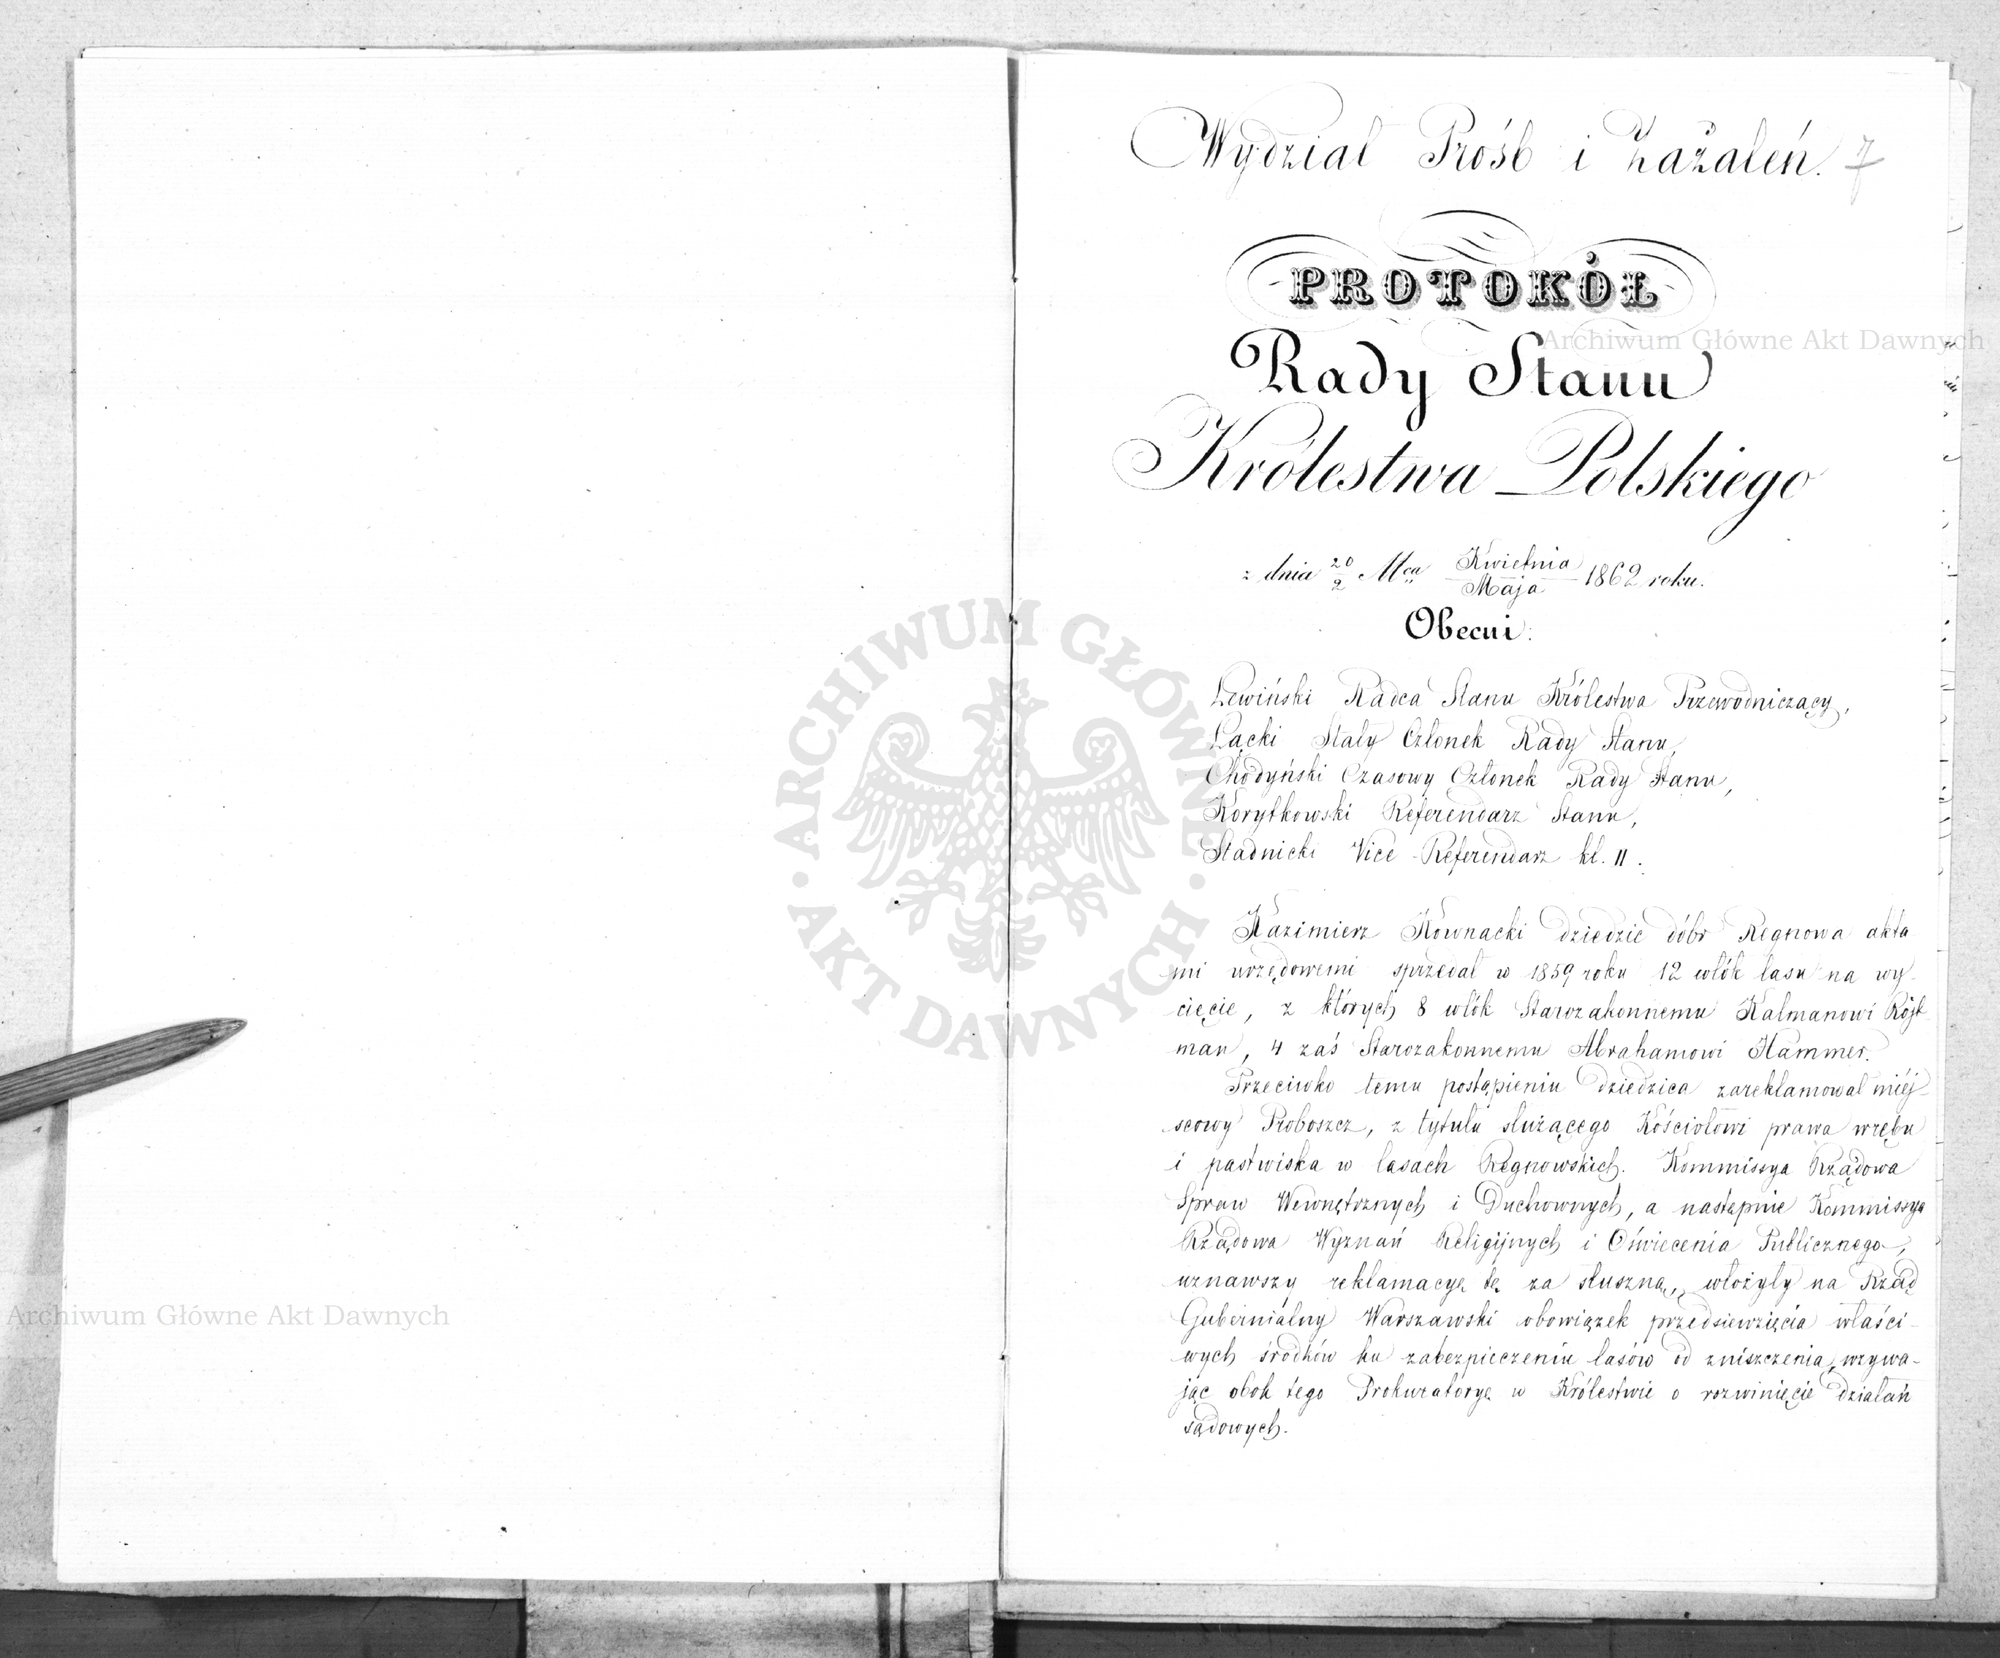 Wydział Próśb i Zażaleń. 7
PROTOKÓŁ
Rady Stanu
Królestwa Polskiego
z dnia 20/2 Mca Kwietnia/Maja 1862 roku.
Obecni:
Lewiński Radca Stanu Królestwa Przewodniczący,
Łącki Stały Członek Rady Stanu,
Chodyński Czasowy Członek Rady Stanu,
Korytkowski Referendarz Stanu,
Stadnicki Vice-Referendarz kl. II.
Kazimierz Kownacki dziedzic dóbr Regnowa akta
mi urzędowemi sprzedał w 1859 roku 12 włók lasu na wy-
cięcie, z których 8 włók Starozakonnemu Kalmanowi Rojt
man, 4 zaś Starozakonnemu Abrahamowi Hammer.
Przeciwko temu postąpieniu dziedzica zareklamował miéj-
scowy Proboszcz, z tytułu służącego Kościołowi prawa wrębu
i pastwiska w lasach Regnowskich. Kommissya Rządowa
Spraw Wewnętrznych i Duchownych, a następnie Kommissya
Rządowa Wyznań Religijnych i Oświecenia Publicznego,
uznawszy reklamacyę tę za słuszną, włożyły na Rząd
Gubernialny Warszawski obowiązek przedsiewzięcia właści-
wych środków ku zabezpieczeniu lasów od zniszczenia, wzywa-
jąc obok tego Prokuratoryę w Królestwie o rozwinięcie działań
sądowych.
Archiwum Główne Akt Dawnych
ARCHIWUM GŁÓWNE · AKT DAWNYCH ·
Archiwum Główne Akt Dawnych